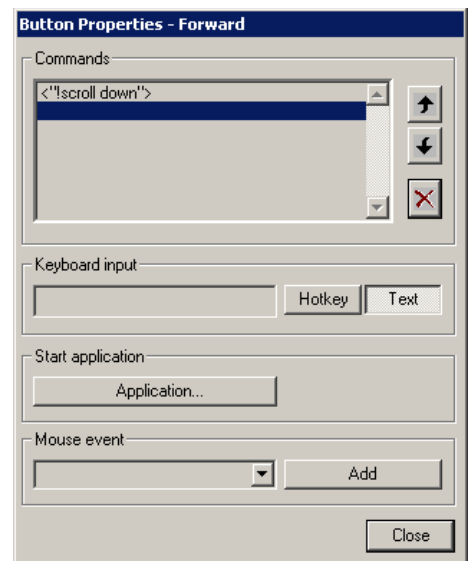 Button Properties - Forward
Commands
<"!scroll down">
Keyboard input
Hotkey
Text
Start application
Application...
Mouse event
Add
Close